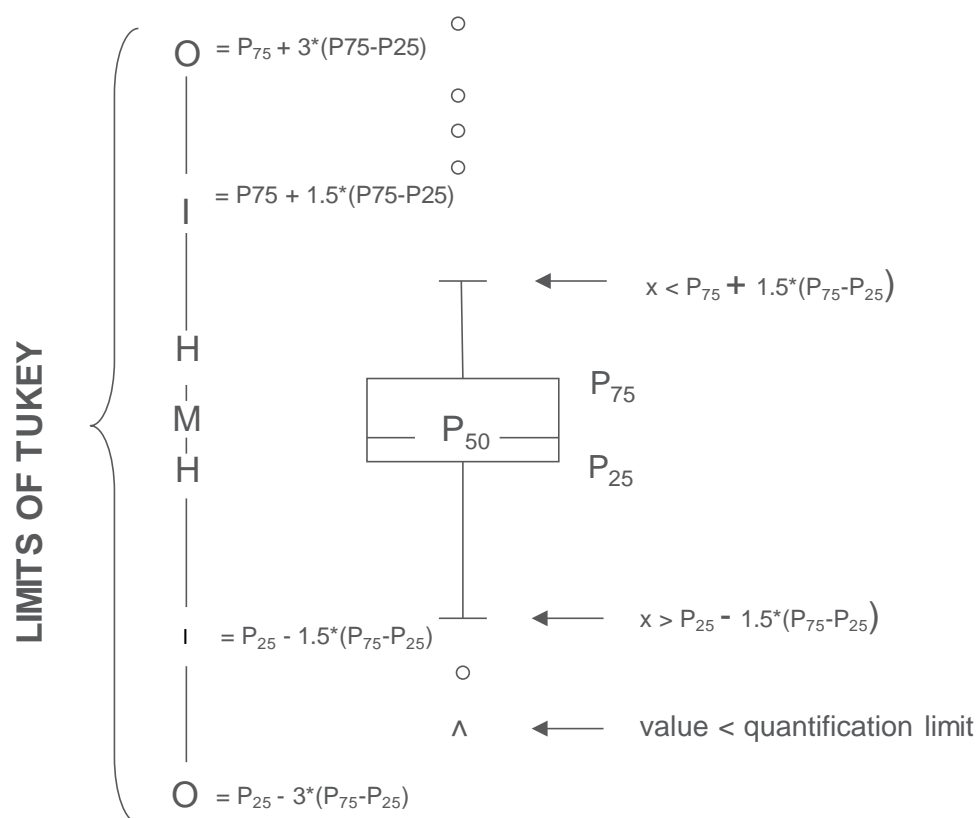 LIMITS OF TUKEY
O = P₇₅ + 3*(P75-P25)
I = P75 + 1.5*(P75-P25)
H
M
H
I = P₂₅ - 1.5*(P₇₅-P₂₅)
O = P₂₅ - 3*(P₇₅-P₂₅)
x < P₇₅ + 1.5*(P₇₅-P₂₅)
P₇₅
P₅₀
P₂₅
x > P₂₅ - 1.5*(P₇₅-P₂₅)
^ value < quantification limit